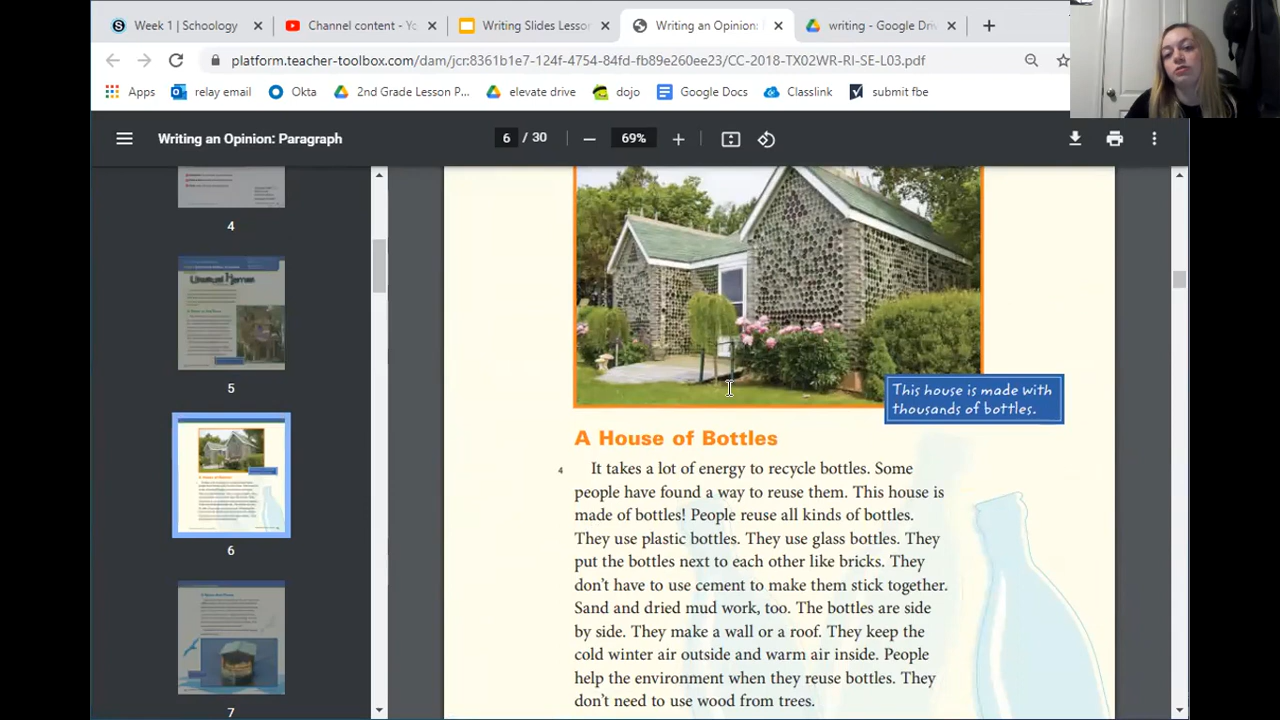 Week 1 | Schoology
Channel content - Yo
Writing Slides Lesso
Writing an Opinion:
writing - Google Driv
platform.teacher-toolbox.com/dam/jcr8361b1e7-124f-4754-84fd-fb89e260ee23/CC-2018-TX02WR-RI-SE-L03.pdf
Apps
relay email
Okta
2nd Grade Lesson P...
elevate drive
dojo
Google Docs
Classlink
submit fbe
Writing an Opinion: Paragraph
6 / 30
69%
4
5
6
7
Unusual Homes
This house is made with
thousands of bottles.
A House of Bottles
4 It takes a lot of energy to recycle bottles. Some
people have found a way to reuse them. This house is
made of bottles! People reuse all kinds of bottles.
They use plastic bottles. They use glass bottles. They
put the bottles next to each other like bricks. They
don't have to use cement to make them stick together.
Sand and dried mud work, too. The bottles are side
by side. They make a wall or a roof. They keep the
cold winter air outside and warm air inside. People
help the environment when they reuse bottles. They
don't need to use wood from trees.